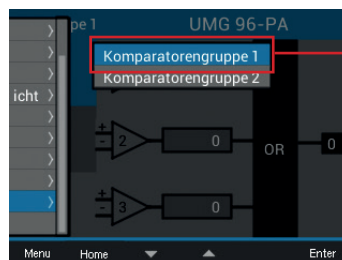 pe 1 UMG 96-PA
Komparatorengruppe 1
Komparatorengruppe 2
icht
+
-
2 0 OR 0
+
-
3 0
Menu Home Enter